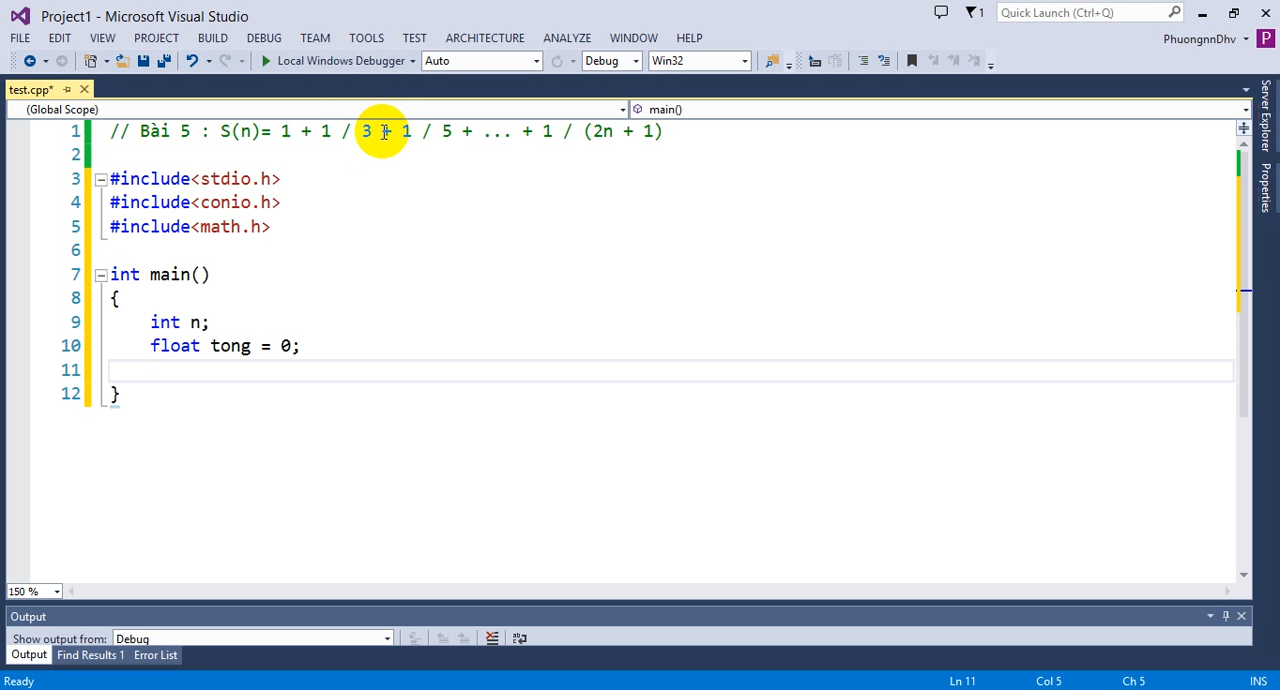 Project1 - Microsoft Visual Studio
1
Quick Launch (Ctrl+Q)
FILE EDIT VIEW PROJECT BUILD DEBUG TEAM TOOLS TEST ARCHITECTURE ANALYZE WINDOW HELP
PhuongnnDhv
P
Local Windows Debugger
Auto
Debug
Win32
test.cpp*
(Global Scope)
main()
1 // Bài 5 : S(n)= 1 + 1 / 3 + 1 / 5 + ... + 1 / (2n + 1)
2
3 #include<stdio.h>
4 #include<conio.h>
5 #include<math.h>
6
7 int main()
8 {
9 int n;
10 float tong = 0;
11
12 }
Server Explorer
Properties
150 %
Output
Show output from: Debug
Output Find Results 1 Error List
Ready
Ln 11 Col 5 Ch 5 INS